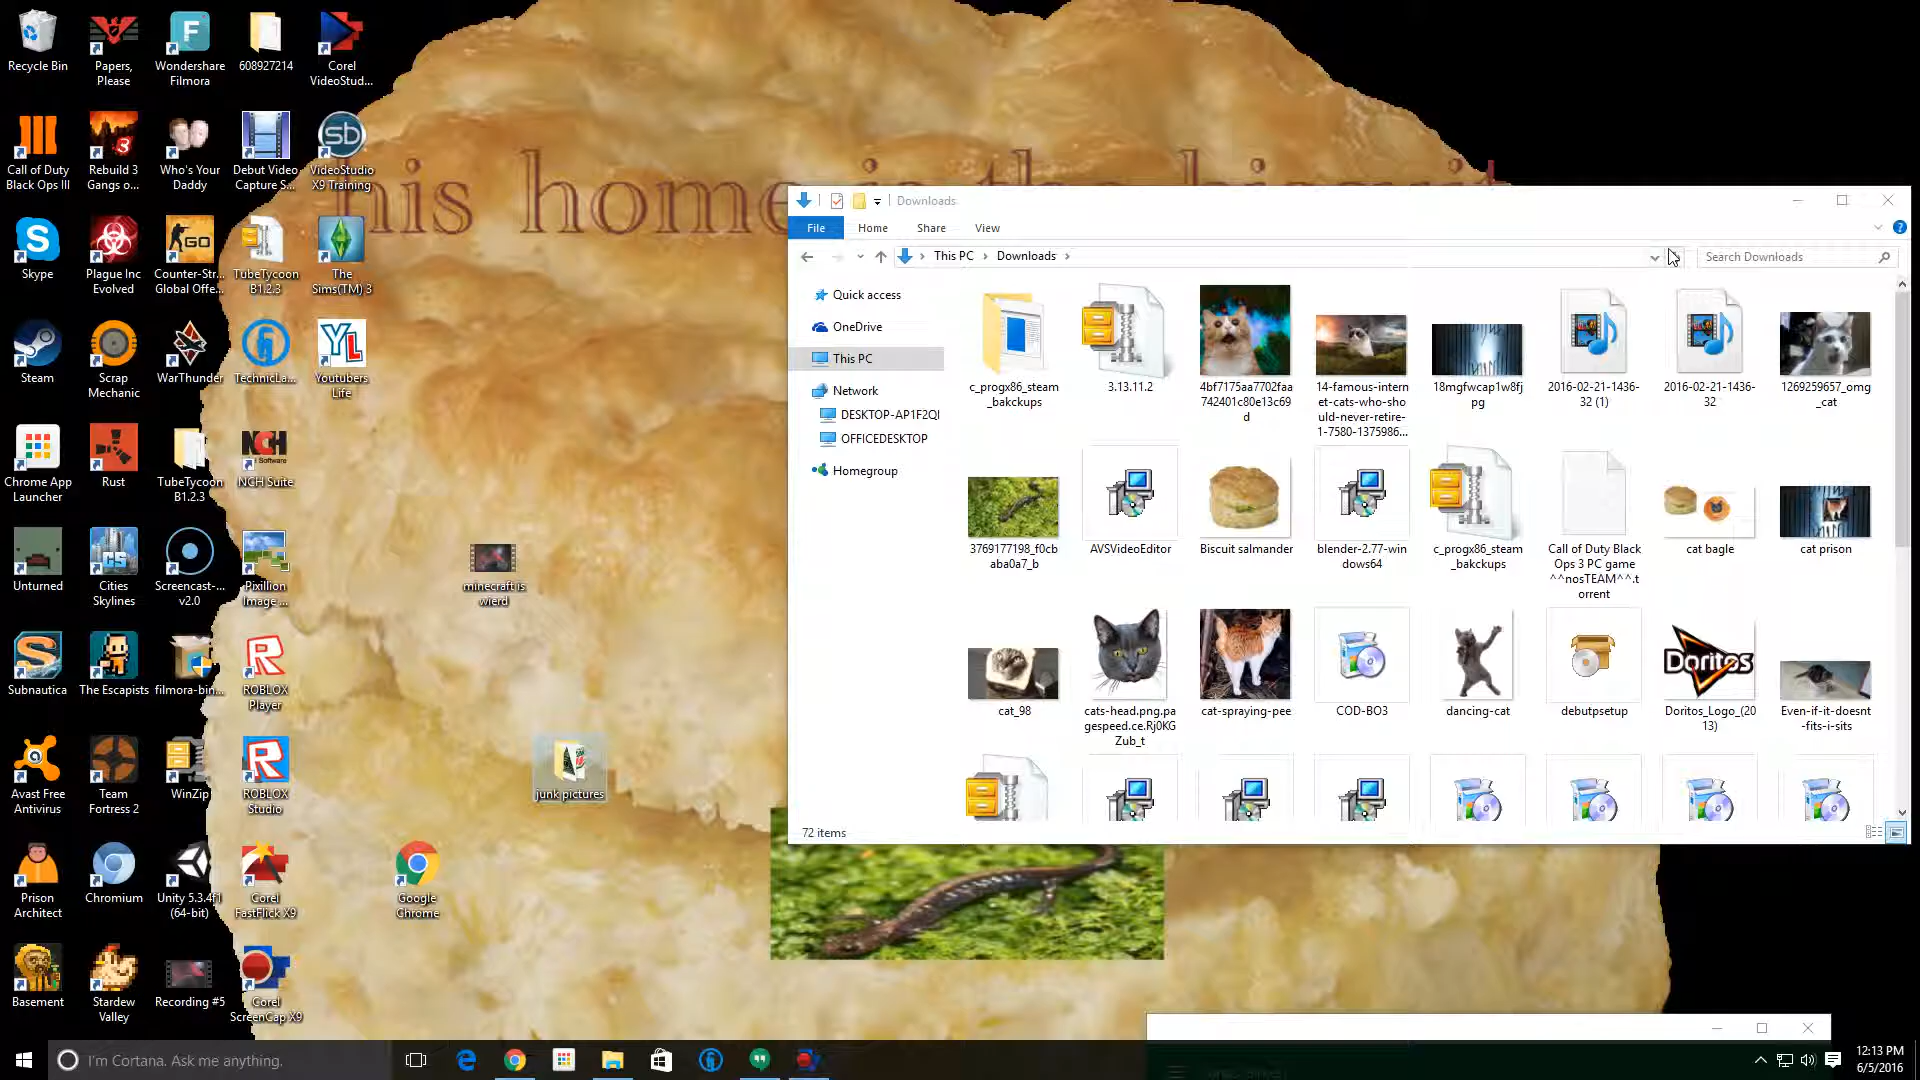 Recycle Bin
Papers, Please
Wondershare Filmora
608927214
Corel VideoStud...
Call of Duty Black Ops III
Rebuild 3 Gangs o...
Who's Your Daddy
Debut Video Capture S...
VideoStudio X9 Training
Skype
Plague Inc Evolved
Counter-Str... Global Offe...
TubeTycoon B1.2.3
The Sims(TM) 3
Steam
Scrap Mechanic
WarThunder
TechnicLa...
Youtubers Life
Chrome App Launcher
Rust
TubeTycoon B1.2.3
NCH Suite
Unturned
Cities Skylines
Screencast-... v2.0
Pixillion Image ...
minecraft is wierd
Subnautica
The Escapists
filmora-bin...
ROBLOX Player
Avast Free Antivirus
Team Fortress 2
WinZip
ROBLOX Studio
junk pictures
Prison Architect
Chromium
Unity 5.3.4f1 (64-bit)
Corel FastFlick X9
Google Chrome
Basement
Stardew Valley
Recording #5
Corel ScreenCap X9
his home
Downloads
File Home Share View
This PC > Downloads >
Search Downloads
Quick access
OneDrive
This PC
Network
DESKTOP-AP1F2QI
OFFICEDESKTOP
Homegroup
c_progx86_steam_bakckups
3.13.11.2
4bf7175aa7702faa742401c80e13c69d
14-famous-internet-cats-who-should-never-retire-1-7580-1375986...
18mgfwcap1w8fjpg
2016-02-21-1436-32 (1)
2016-02-21-1436-32
1269259657_omg_cat
3769177198_f0cbaba0a7_b
AVSVideoEditor
Biscuit salmander
blender-2.77-windows64
c_progx86_steam_bakckups
Call of Duty Black Ops 3 PC game ^^nosTEAM^^.torrent
cat bagle
cat prison
cat_98
cats-head.png.pagespeed.ce.Rj0KGZub_t
cat-spraying-pee
COD-BO3
dancing-cat
debutpsetup
Doritos
Doritos_Logo_(2013)
Even-if-it-doesnt-fits-i-sits
72 items
I'm Cortana. Ask me anything.
12:13 PM
6/5/2016